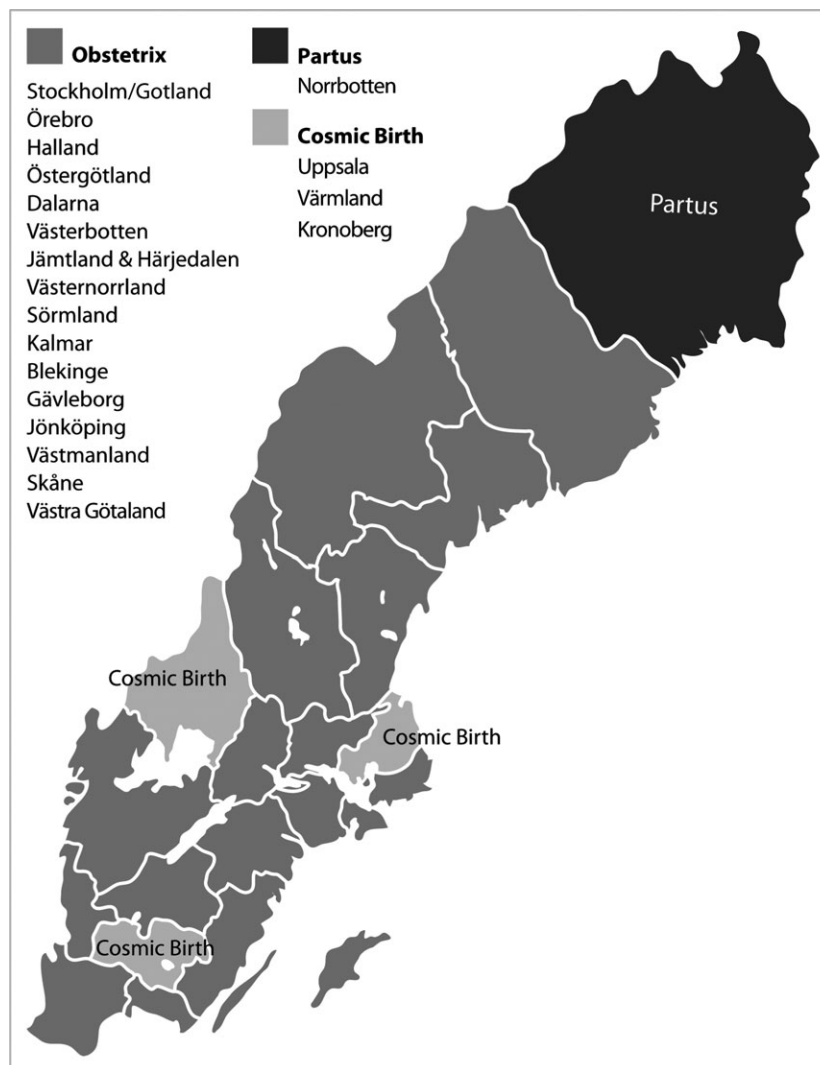 Obstetrix
Stockholm/Gotland
Örebro
Halland
Östergötland
Dalarna
Västerbotten
Jämtland & Härjedalen
Västernorrland
Sörmland
Kalmar
Blekinge
Gävleborg
Jönköping
Västmanland
Skåne
Västra Götaland
Partus
Norrbotten
Cosmic Birth
Uppsala
Värmland
Kronoberg
Partus
Cosmic Birth
Cosmic Birth
Cosmic Birth